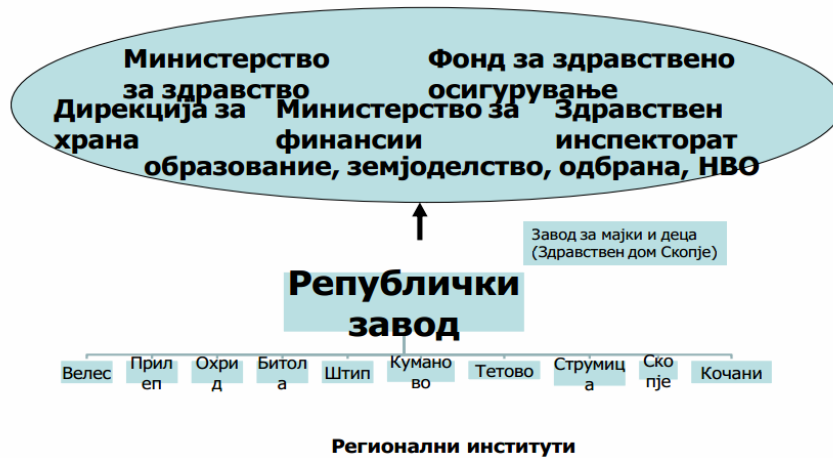 Министерство Фонд за здравствено
за здравство осигурување
Дирекција за Министерство за Здравствен
храна финансии инспекторат
образование, земјоделство, одбрана, НВО
Завод за мајки и деца
(Здравствен дом Скопје)
Републички
завод
Велес
Прил
еп
Охри
д
Битол
а
Штип
Кумано
во
Тетово
Струмиц
а
Ско
пје
Кочани
Регионални институти